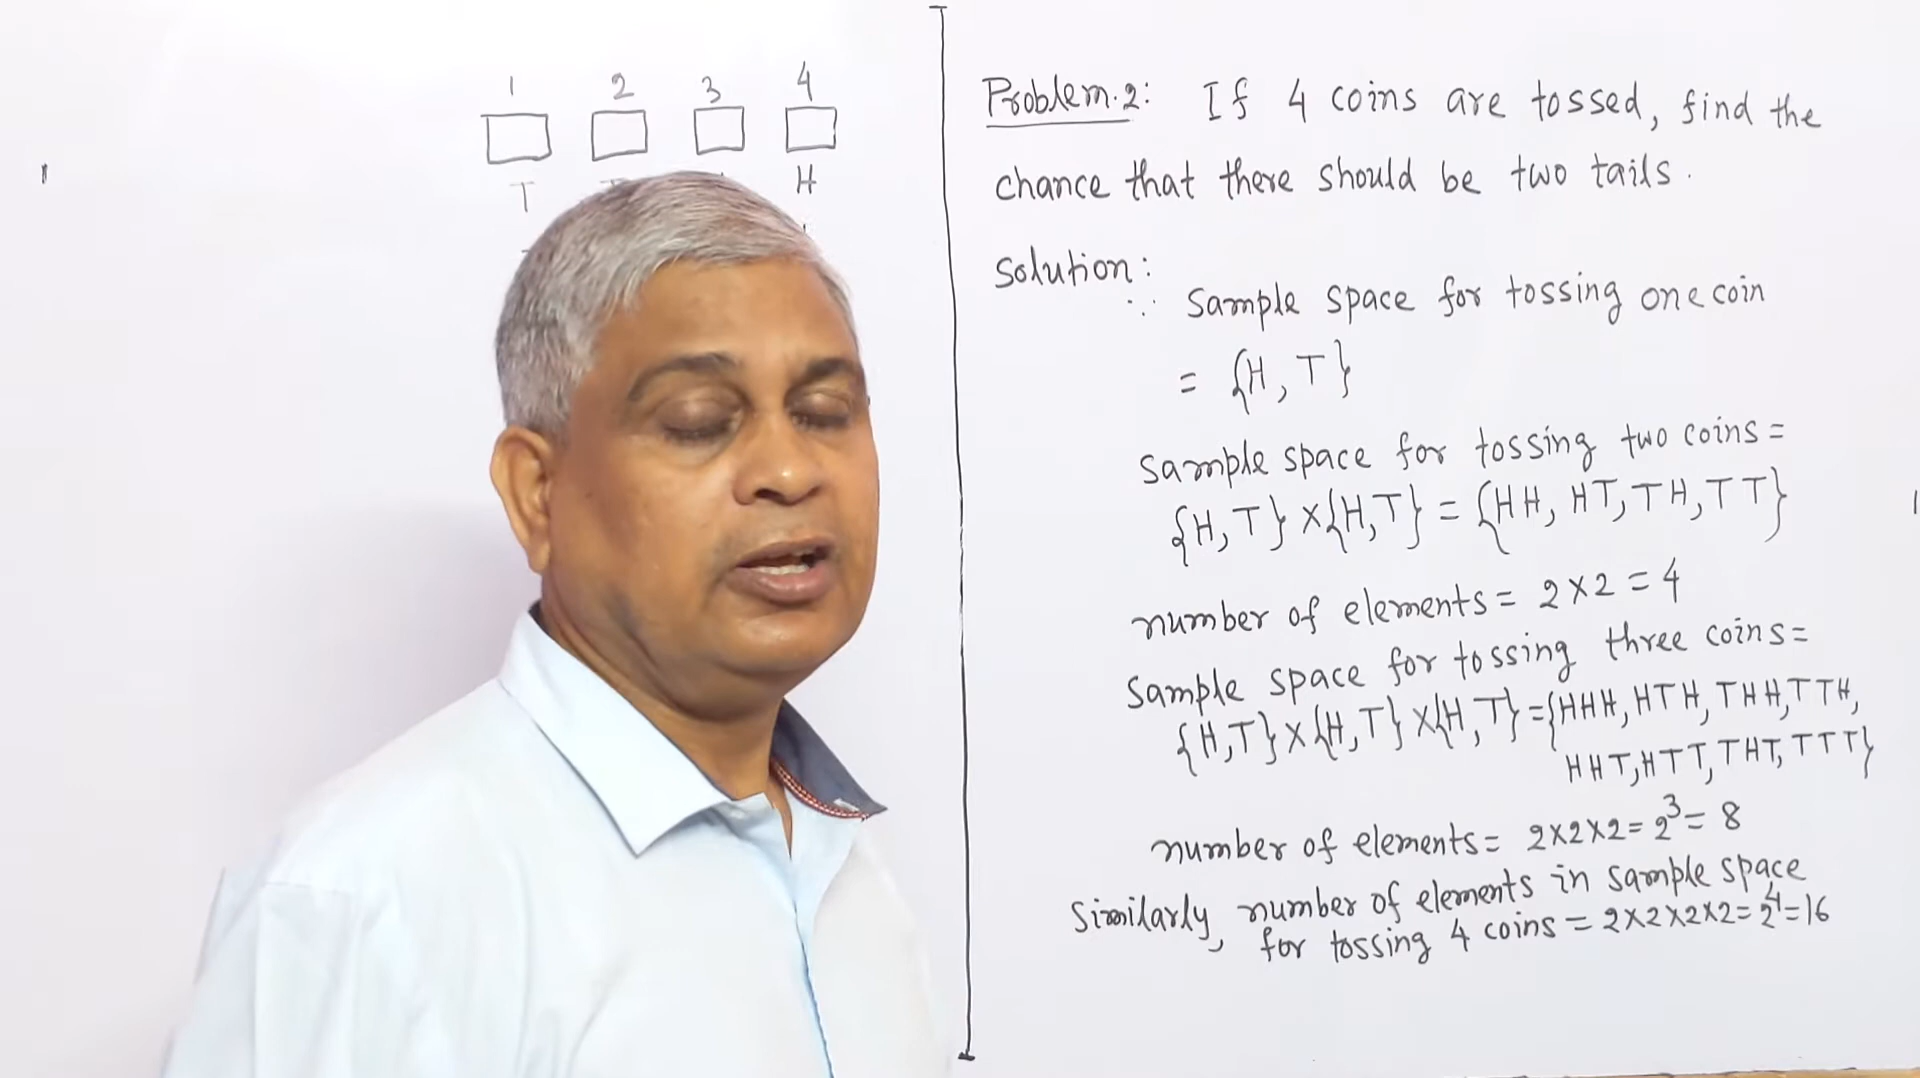 1 2 3 4
T H
Problem.2: If 4 coins are tossed, find the
chance that there should be two tails.
Solution:
∵ Sample space for tossing one coin
= {H, T}
Sample space for tossing two coins =
{H, T} X {H, T} = {HH, HT, TH, TT}
number of elements = 2X2 = 4
Sample space for tossing three coins =
{H,T} X {H, T} X {H, T} = {HHH, HTH, THH, TTH,
HHT, HTT, THT, TTT}
number of elements = 2X2X2 = 2³ = 8
Similarly, number of elements in sample space
for tossing 4 coins = 2X2X2X2 = 2⁴ = 16